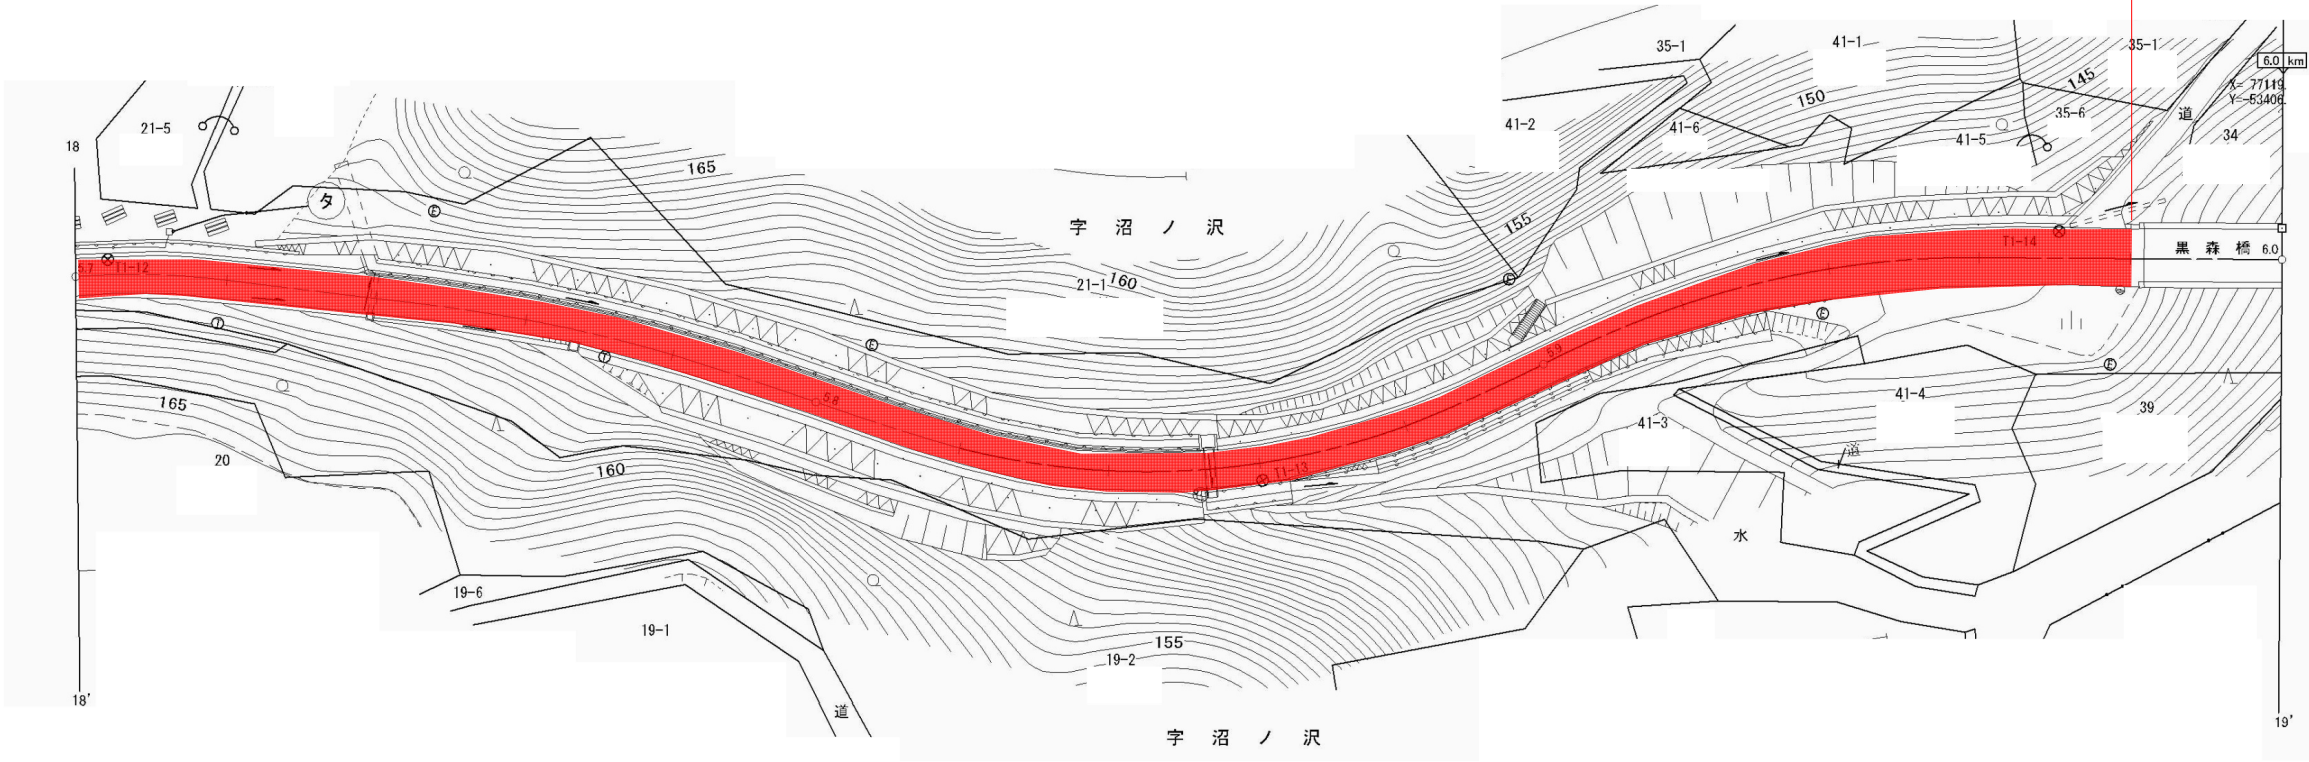 35-1
41-1
35-1
6.0 km
145
X= 77119.
Y=-53406.
150
35-6
道
21-5
41-2
41-6
34
41-5
18
165
タ
E
字 沼 ノ 沢
155
E
T1-14
黒 森 橋
6.0
5.7
T1-12
21-1
160
T
E
E
T
5.9
E
165
5.8
41-4
39
41-3
20
160
T1-13
道
水
19-6
19-1
155
19-2
18'
道
19'
字 沼 ノ 沢